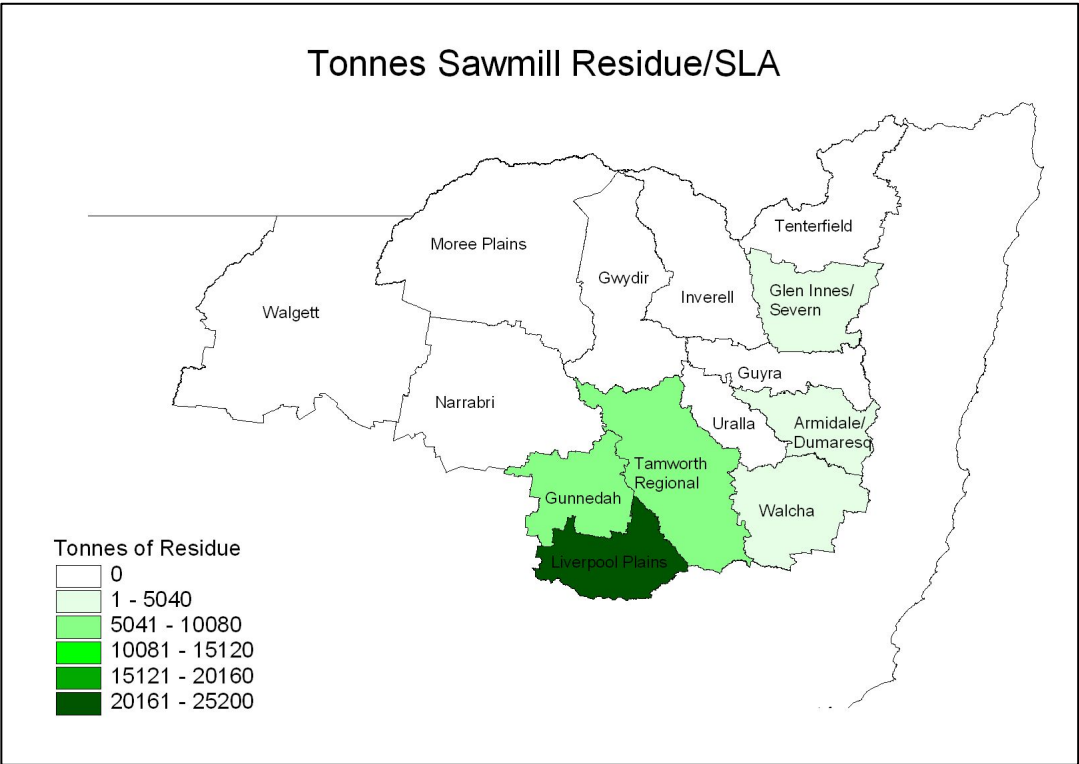 Tonnes Sawmill Residue/SLA
Tenterfield
Moree Plains
Gwydir
Glen Innes/
Severn
Inverell
Walgett
Guyra
Narrabri
Uralla
Armidale/
Dumaresq
Tamworth
Regional
Gunnedah
Walcha
Liverpool Plains
Tonnes of Residue
0
1 - 5040
5041 - 10080
10081 - 15120
15121 - 20160
20161 - 25200